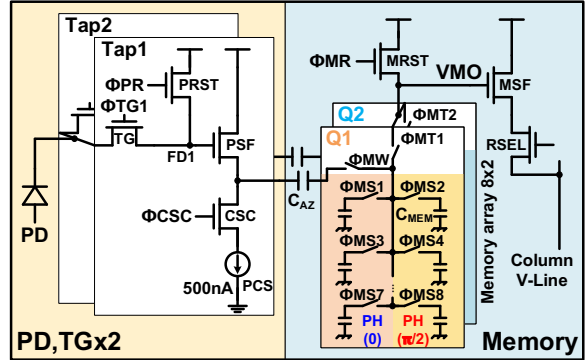 Tap2
Tap1
ΦPR
PRST
ΦTG1
TG
FD1
PSF
ΦCSC
CSC
500nA
PCS
PD
PD,TGx2
C_AZ
ΦMR
MRST
VMO
MSF
RSEL
Q2
Q1
ΦMT2
ΦMT1
ΦMW
ΦMS1
ΦMS2
C_MEM
ΦMS3
ΦMS4
ΦMS7
ΦMS8
PH
(0)
PH
(π/2)
Memory array 8x2
Column
V-Line
Memory